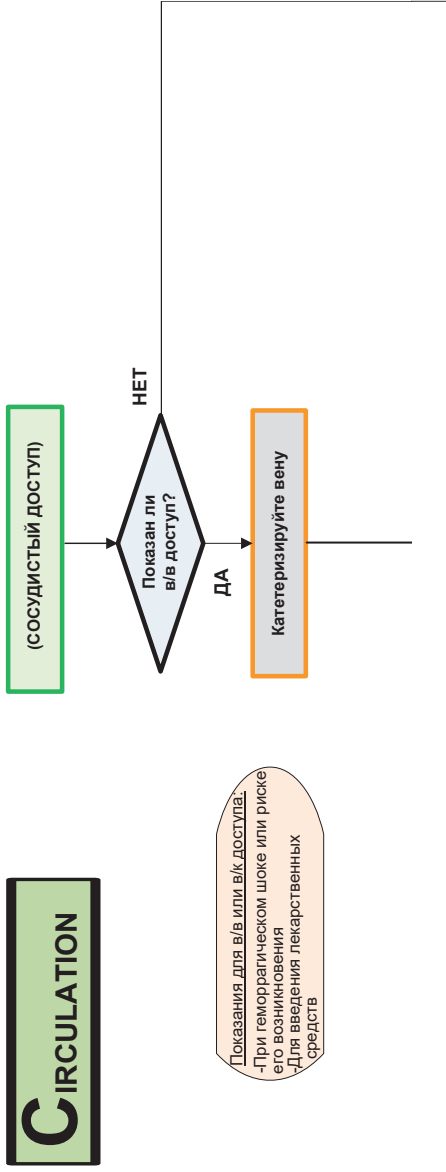 CIRCULATION
(СОСУДИСТЫЙ ДОСТУП)
Показан ли
в/в доступ?
НЕТ
ДА
Катетеризируйте вену
Показания для в/в или в/к доступа:
-При геморрагическом шоке или риске
его возникновения
-Для введения лекарственных
средств